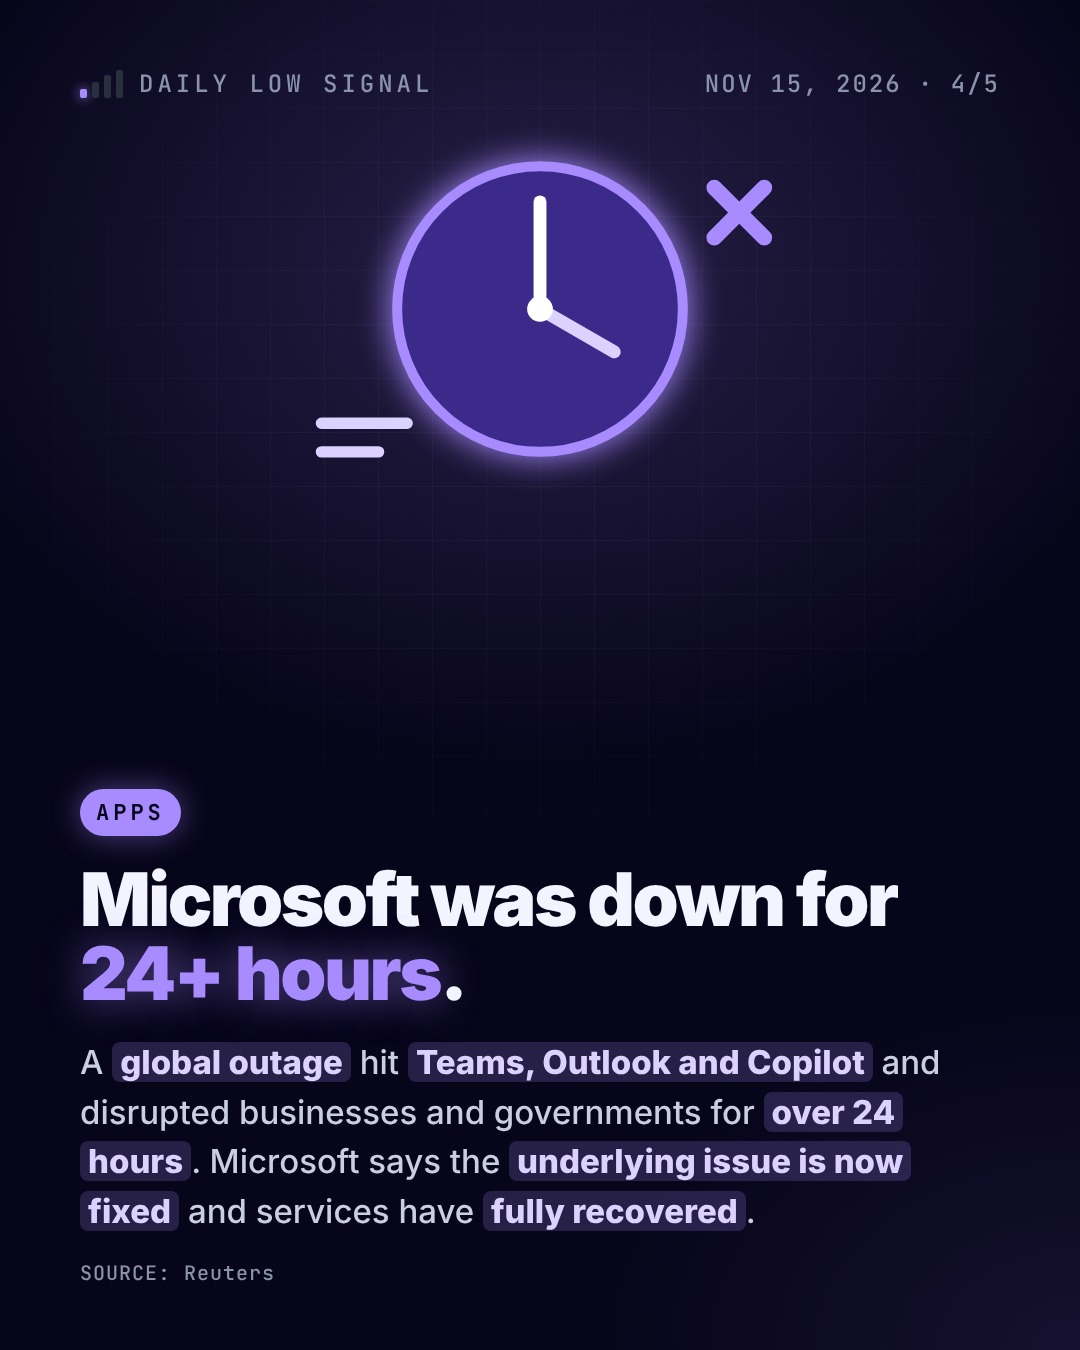 DAILY LOW SIGNAL
NOV 15, 2026 · 4/5
APPS
Microsoft was down for
24+ hours.
A global outage hit Teams, Outlook and Copilot and
disrupted businesses and governments for over 24
hours. Microsoft says the underlying issue is now
fixed and services have fully recovered.
SOURCE: Reuters